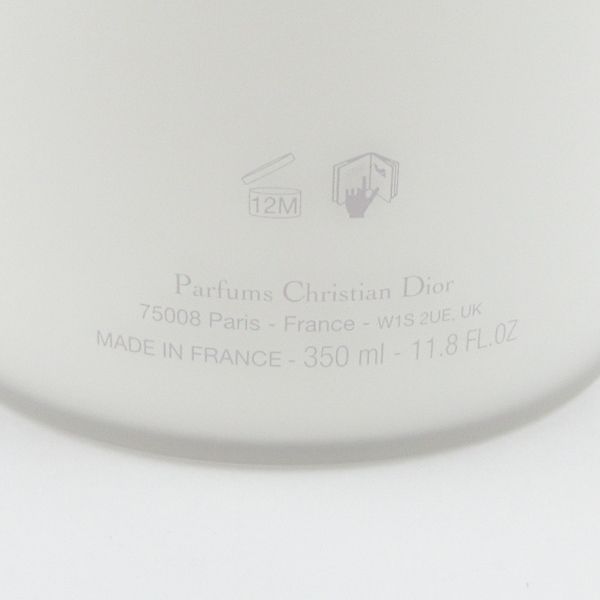 12M
Parfums Christian Dior
75008 Paris - France - W1S 2UE, UK
MADE IN FRANCE - 350 ml - 11.8 FL.OZ